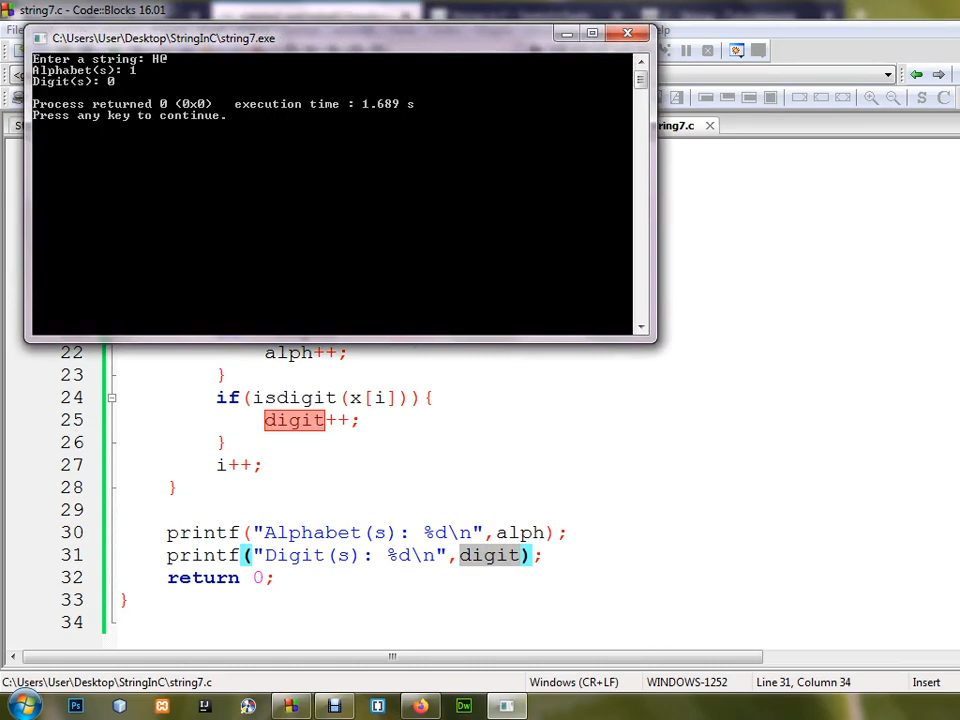 string7.c - Code::Blocks 16.01
C:\Users\User\Desktop\StringInC\string7.exe
Enter a string: H@
Alphabet(s): 1
Digit(s): 0
Process returned 0 (0x0)   execution time : 1.689 s
Press any key to continue.
ring7.c
22 alph++;
23 }
24 if(isdigit(x[i])){
25 digit++;
26 }
27 i++;
28 }
29
30 printf("Alphabet(s): %d\n",alph);
31 printf("Digit(s): %d\n",digit);
32 return 0;
33 }
34
C:\Users\User\Desktop\StringInC\string7.c Windows (CR+LF) WINDOWS-1252 Line 31, Column 34 Insert
Ps Dw